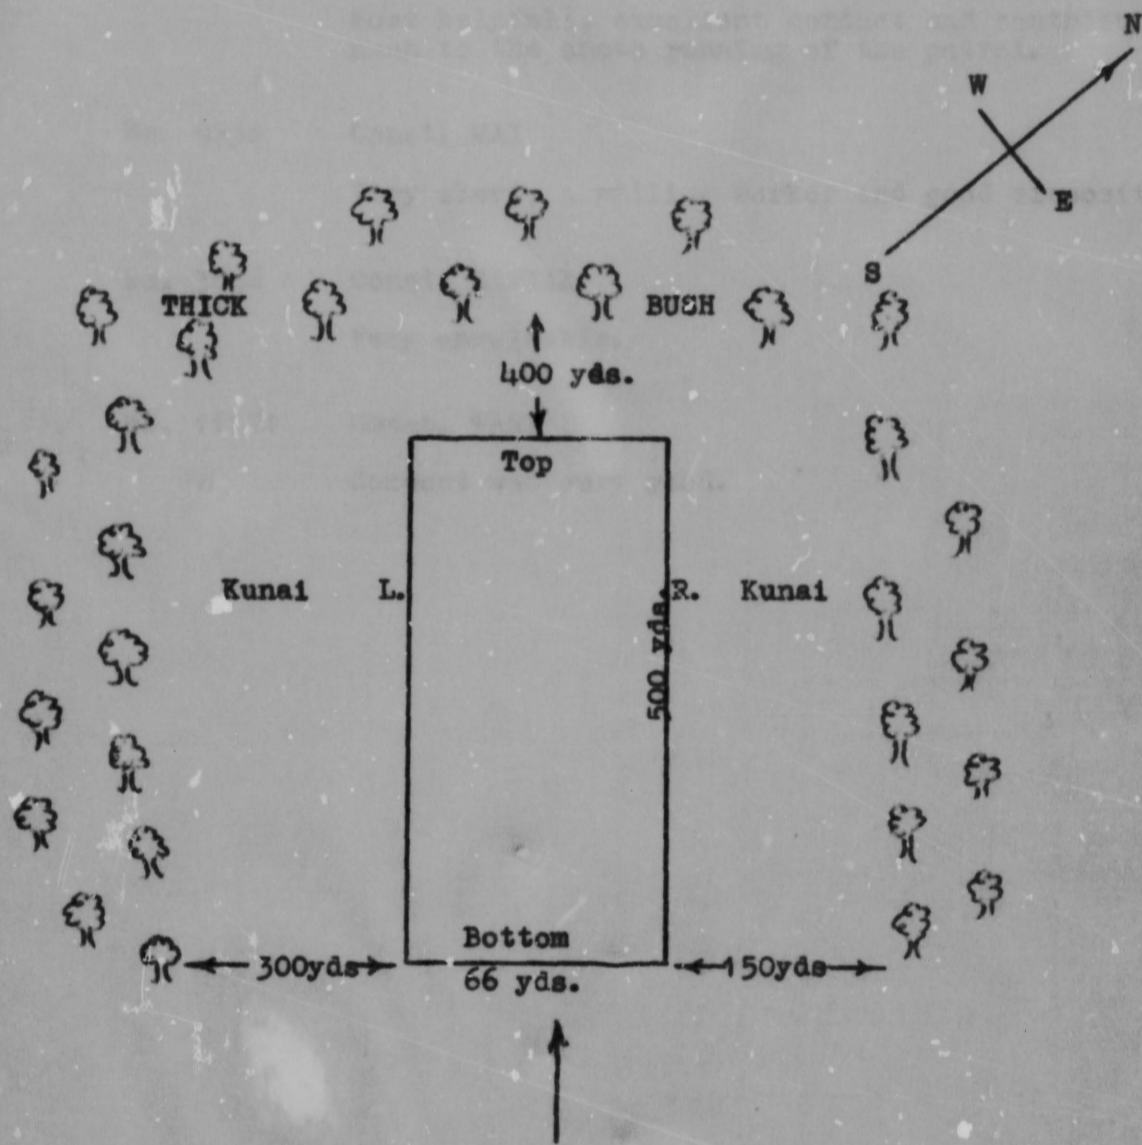 N
W
E
S
THICK BUSH
400 yds.
Top
Kunai L. R. Kunai
500 yds.
Bottom
300yds 150yds
66 yds.